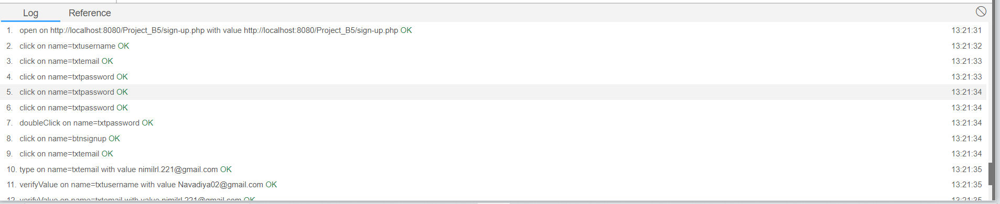 Log Reference
1. open on http://localhost:8080/Project_B5/sign-up.php with value http://localhost:8080/Project_B5/sign-up.php OK 13:21:31
2. click on name=txtusername OK 13:21:32
3. click on name=txtemail OK 13:21:33
4. click on name=txtpassword OK 13:21:33
5. click on name=txtpassword OK 13:21:34
6. click on name=txtpassword OK 13:21:34
7. doubleClick on name=txtpassword OK 13:21:34
8. click on name=btnsignup OK 13:21:34
9. click on name=txtemail OK 13:21:34
10. type on name=txtemail with value nimilrl.221@gmail.com OK 13:21:35
11. verifyValue on name=txtusername with value Navadiya02@gmail.com OK 13:21:35
12. verifyValue on name=txtemail with value nimilrl.221@gmail.com OK 13:21:35